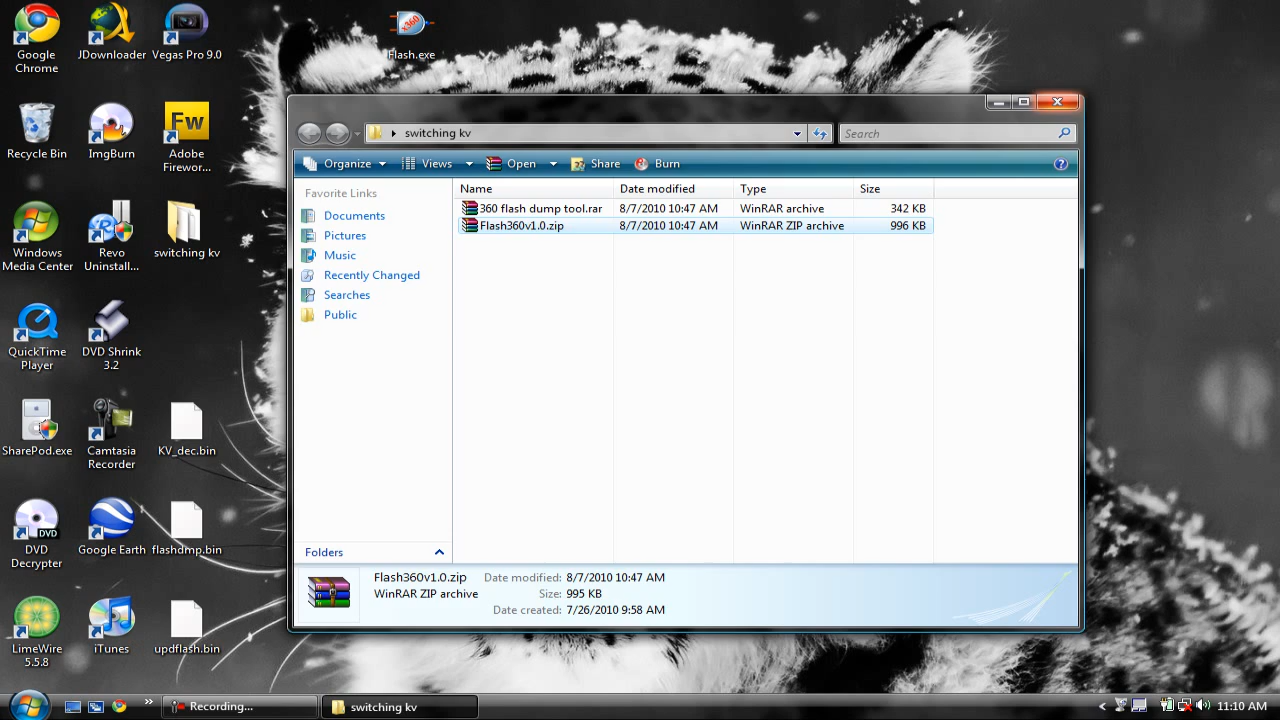 Google Chrome
JDownloader
Vegas Pro 9.0
x360
Flash.exe
Recycle Bin
ImgBurn
Fw
Adobe Firewor...
Windows Media Center
Revo Uninstall...
switching kv
QuickTime Player
DVD Shrink 3.2
SharePod.exe
Camtasia Recorder
KV_dec.bin
DVD
DVD Decrypter
Google Earth
flashdmp.bin
LimeWire 5.5.8
iTunes
updflash.bin
switching kv
Search
Organize
Views
Open
Share
Burn
Favorite Links
Documents
Pictures
Music
Recently Changed
Searches
Public
Folders
Name Date modified Type Size
360 flash dump tool.rar 8/7/2010 10:47 AM WinRAR archive 342 KB
Flash360v1.0.zip 8/7/2010 10:47 AM WinRAR ZIP archive 996 KB
Flash360v1.0.zip Date modified: 8/7/2010 10:47 AM
WinRAR ZIP archive Size: 995 KB
Date created: 7/26/2010 9:58 AM
Recording...
switching kv
11:10 AM